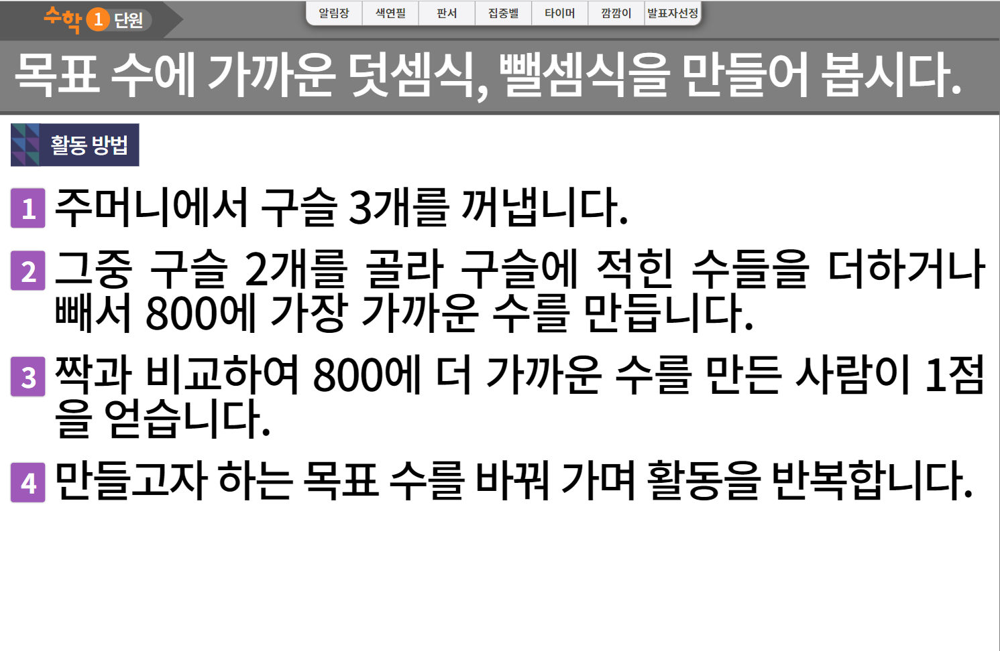 수학 1 단원
알림장 색연필 판서 집중벨 타이머 깜깜이 발표자선정
목표 수에 가까운 덧셈식, 뺄셈식을 만들어 봅시다.
활동 방법
1 주머니에서 구슬 3개를 꺼냅니다.
2 그중 구슬 2개를 골라 구슬에 적힌 수들을 더하거나
빼서 800에 가장 가까운 수를 만듭니다.
3 짝과 비교하여 800에 더 가까운 수를 만든 사람이 1점
을 얻습니다.
4 만들고자 하는 목표 수를 바꿔 가며 활동을 반복합니다.